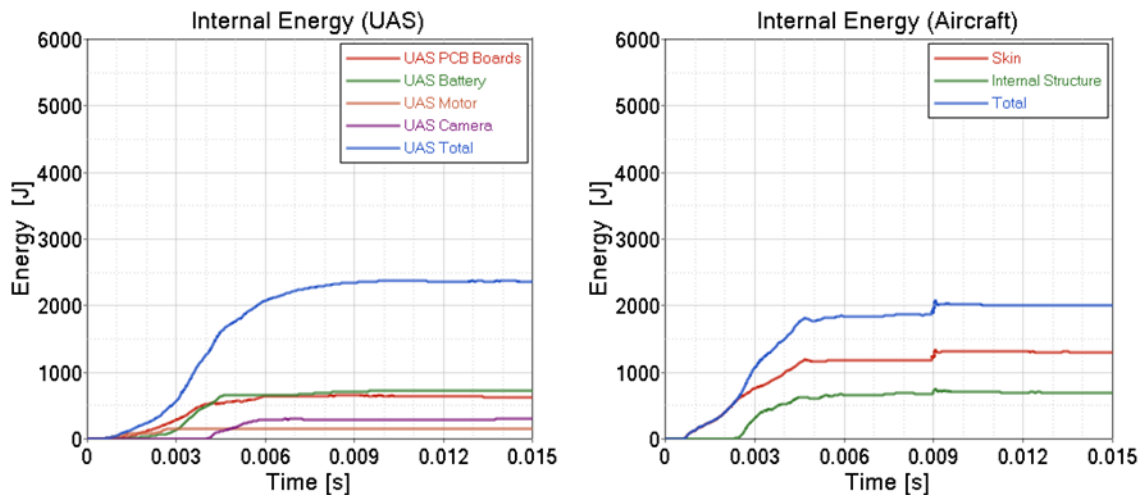 Internal Energy (UAS)
6000
5000
4000
3000
2000
1000
0
Energy [J]
UAS PCB Boards
UAS Battery
UAS Motor
UAS Camera
UAS Total
0 0.003 0.006 0.009 0.012 0.015
Time [s]
Internal Energy (Aircraft)
6000
5000
4000
3000
2000
1000
0
Energy [J]
Skin
Internal Structure
Total
0 0.003 0.006 0.009 0.012 0.015
Time [s]